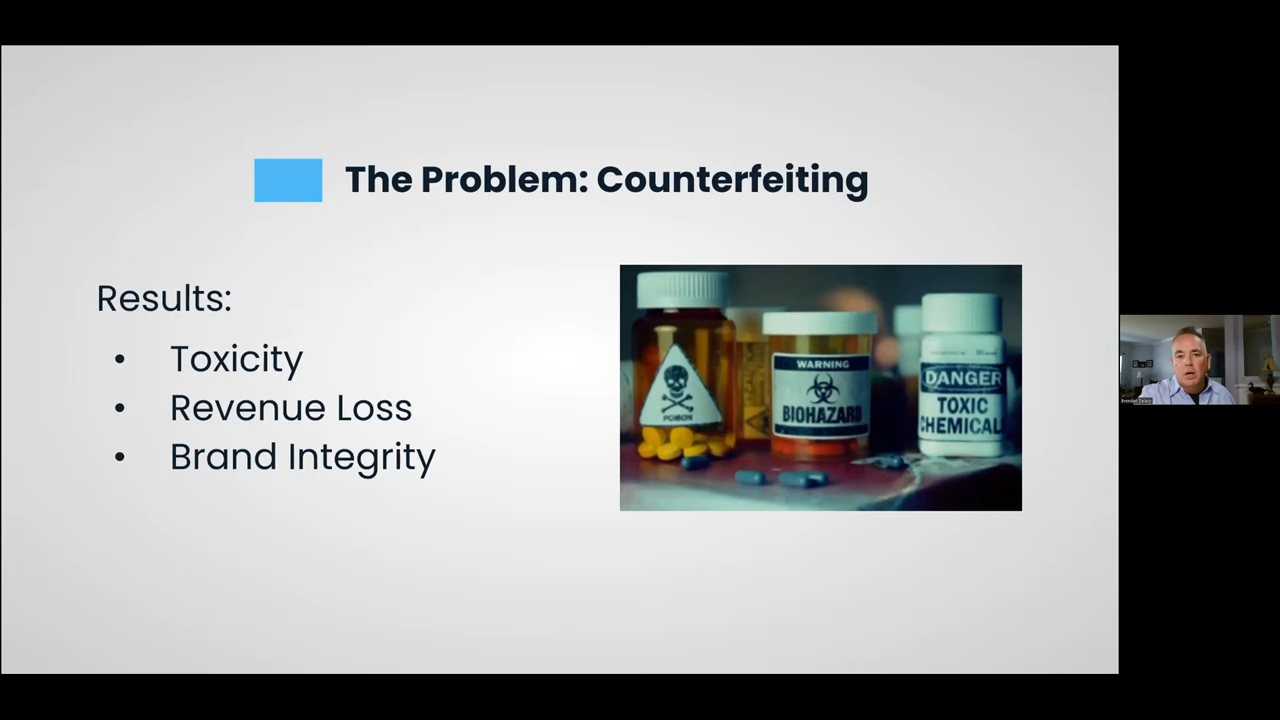 The Problem: Counterfeiting
Results:
• Toxicity
• Revenue Loss
• Brand Integrity
POISON
WARNING
BIOHAZARD
DANGER
TOXIC
CHEMICAL